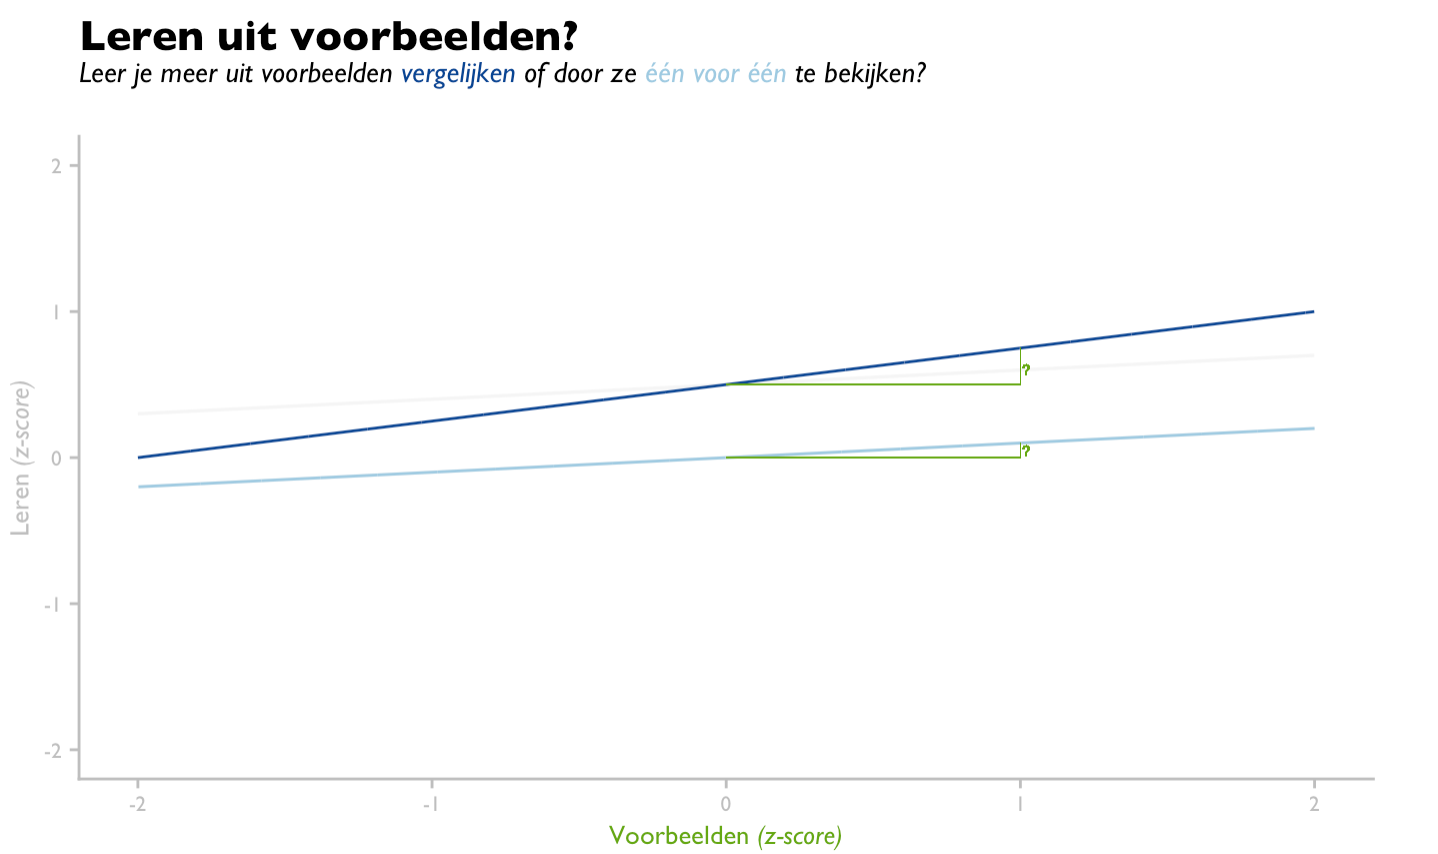 Leren uit voorbeelden?
Leer je meer uit voorbeelden vergelijken of door ze één voor één te bekijken?
2
1
0
-1
-2
Leren (z-score)
?
?
-2 -1 0 1 2
Voorbeelden (z-score)